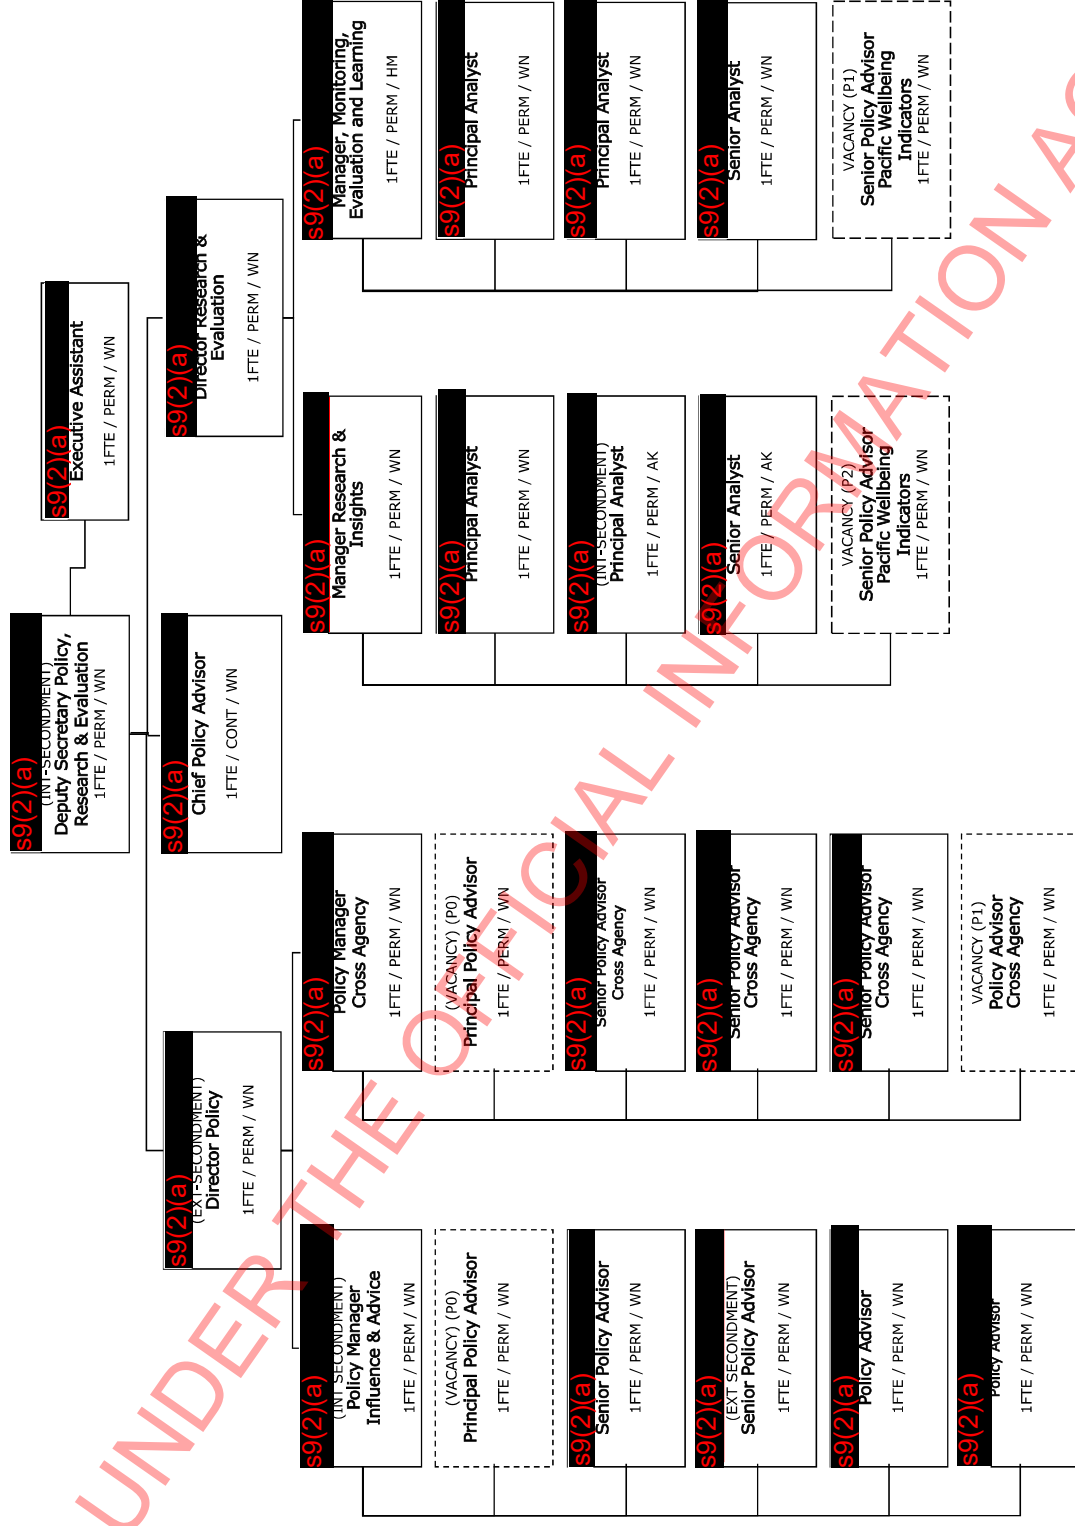 s9(2)(a)
(INT-SECONDMENT)
Deputy Secretary Policy,
Research & Evaluation
1FTE / PERM / WN
s9(2)(a)
Executive Assistant
1FTE / PERM / WN
s9(2)(a)
(EXT-SECONDMENT)
Director Policy
1FTE / PERM / WN
s9(2)(a)
Chief Policy Advisor
1FTE / CONT / WN
s9(2)(a)
Director Research &
Evaluation
1FTE / PERM / WN
s9(2)(a)
(INT SECONDMENT)
Policy Manager
Influence & Advice
1FTE / PERM / WN
(VACANCY) (P0)
Principal Policy Advisor
1FTE / PERM / WN
s9(2)(a)
Senior Policy Advisor
1FTE / PERM / WN
s9(2)(a)
(EXT SECONDMENT)
Senior Policy Advisor
1FTE / PERM / WN
s9(2)(a)
Policy Advisor
1FTE / PERM / WN
s9(2)(a)
Policy Advisor
1FTE / PERM / WN
s9(2)(a)
Policy Manager
Cross Agency
1FTE / PERM / WN
(VACANCY) (P0)
Principal Policy Advisor
1FTE / PERM / WN
s9(2)(a)
Senior Policy Advisor
Cross Agency
1FTE / PERM / WN
s9(2)(a)
Senior Policy Advisor
Cross Agency
1FTE / PERM / WN
s9(2)(a)
Senior Policy Advisor
Cross Agency
1FTE / PERM / WN
VACANCY (P1)
Policy Advisor
Cross Agency
1FTE / PERM / WN
s9(2)(a)
Manager Research &
Insights
1FTE / PERM / WN
s9(2)(a)
Principal Analyst
1FTE / PERM / WN
s9(2)(a)
(INT-SECONDMENT)
Principal Analyst
1FTE / PERM / AK
s9(2)(a)
Senior Analyst
1FTE / PERM / AK
VACANCY (P2)
Senior Policy Advisor
Pacific Wellbeing
Indicators
1FTE / PERM / WN
s9(2)(a)
Manager, Monitoring,
Evaluation and Learning
1FTE / PERM / HM
s9(2)(a)
Principal Analyst
1FTE / PERM / WN
s9(2)(a)
Principal Analyst
1FTE / PERM / WN
s9(2)(a)
Senior Analyst
1FTE / PERM / WN
VACANCY (P1)
Senior Policy Advisor
Pacific Wellbeing
Indicators
1FTE / PERM / WN
UNDER THE OFFICIAL INFORMATION